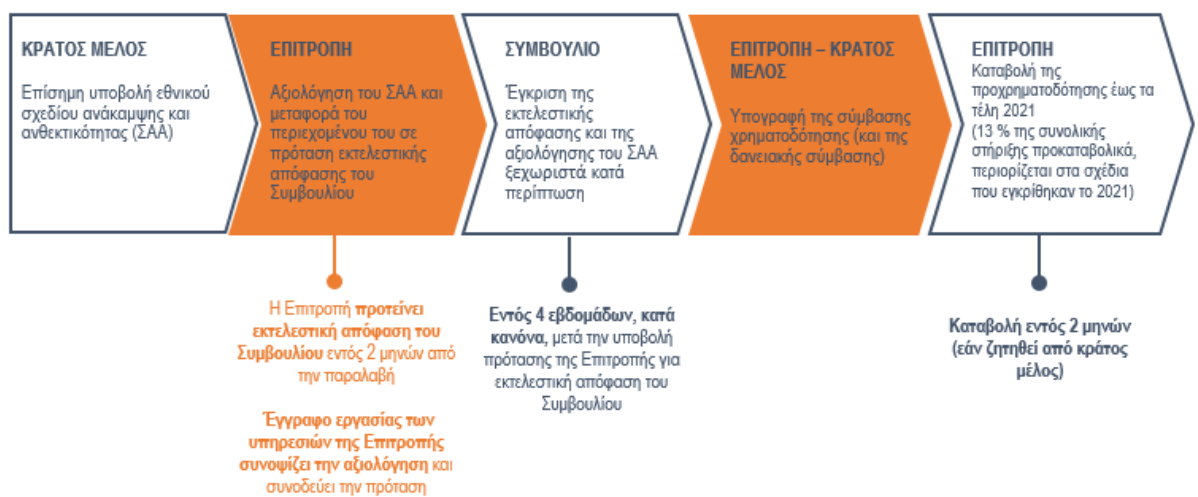 ΚΡΑΤΟΣ ΜΕΛΟΣ
Επίσημη υποβολή εθνικού
σχεδίου ανάκαμψης και
ανθεκτικότητας (ΣΑΑ)
ΕΠΙΤΡΟΠΗ
Αξιολόγηση του ΣΑΑ και
μεταφορά του
περιεχομένου του σε
πρόταση εκτελεστικής
απόφασης του
Συμβουλίου
ΣΥΜΒΟΥΛΙΟ
Έγκριση της
εκτελεστικής
απόφασης και της
αξιολόγησης του ΣΑΑ
ξεχωριστά κατά
περίπτωση
ΕΠΙΤΡΟΠΗ – ΚΡΑΤΟΣ
ΜΕΛΟΣ
Υπογραφή της σύμβασης
χρηματοδότησης (και της
δανειακής σύμβασης)
ΕΠΙΤΡΟΠΗ
Καταβολή της
προχρηματοδότησης έως τα
τέλη 2021
(13 % της συνολικής
στήριξης προκαταβολικά,
περιορίζεται στα σχέδια
που εγκρίθηκαν το 2021)
Η Επιτροπή προτείνει
εκτελεστική απόφαση του
Συμβουλίου εντός 2 μηνών από
την παραλαβή
Έγγραφο εργασίας των
υπηρεσιών της Επιτροπής
συνοψίζει την αξιολόγηση και
συνοδεύει την πρόταση
Εντός 4 εβδομάδων, κατά
κανόνα, μετά την υποβολή
πρότασης της Επιτροπής για
εκτελεστική απόφαση του
Συμβουλίου
Καταβολή εντός 2 μηνών
(εάν ζητηθεί από κράτος
μέλος)